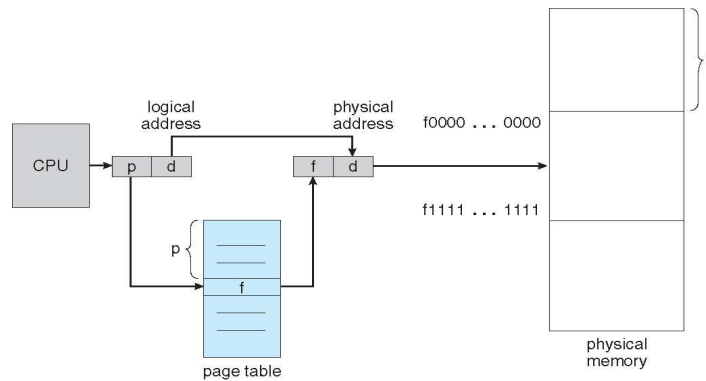 logical
address
physical
address
f0000 ... 0000
CPU
p
d
f
d
f1111 ... 1111
p
f
page table
physical
memory